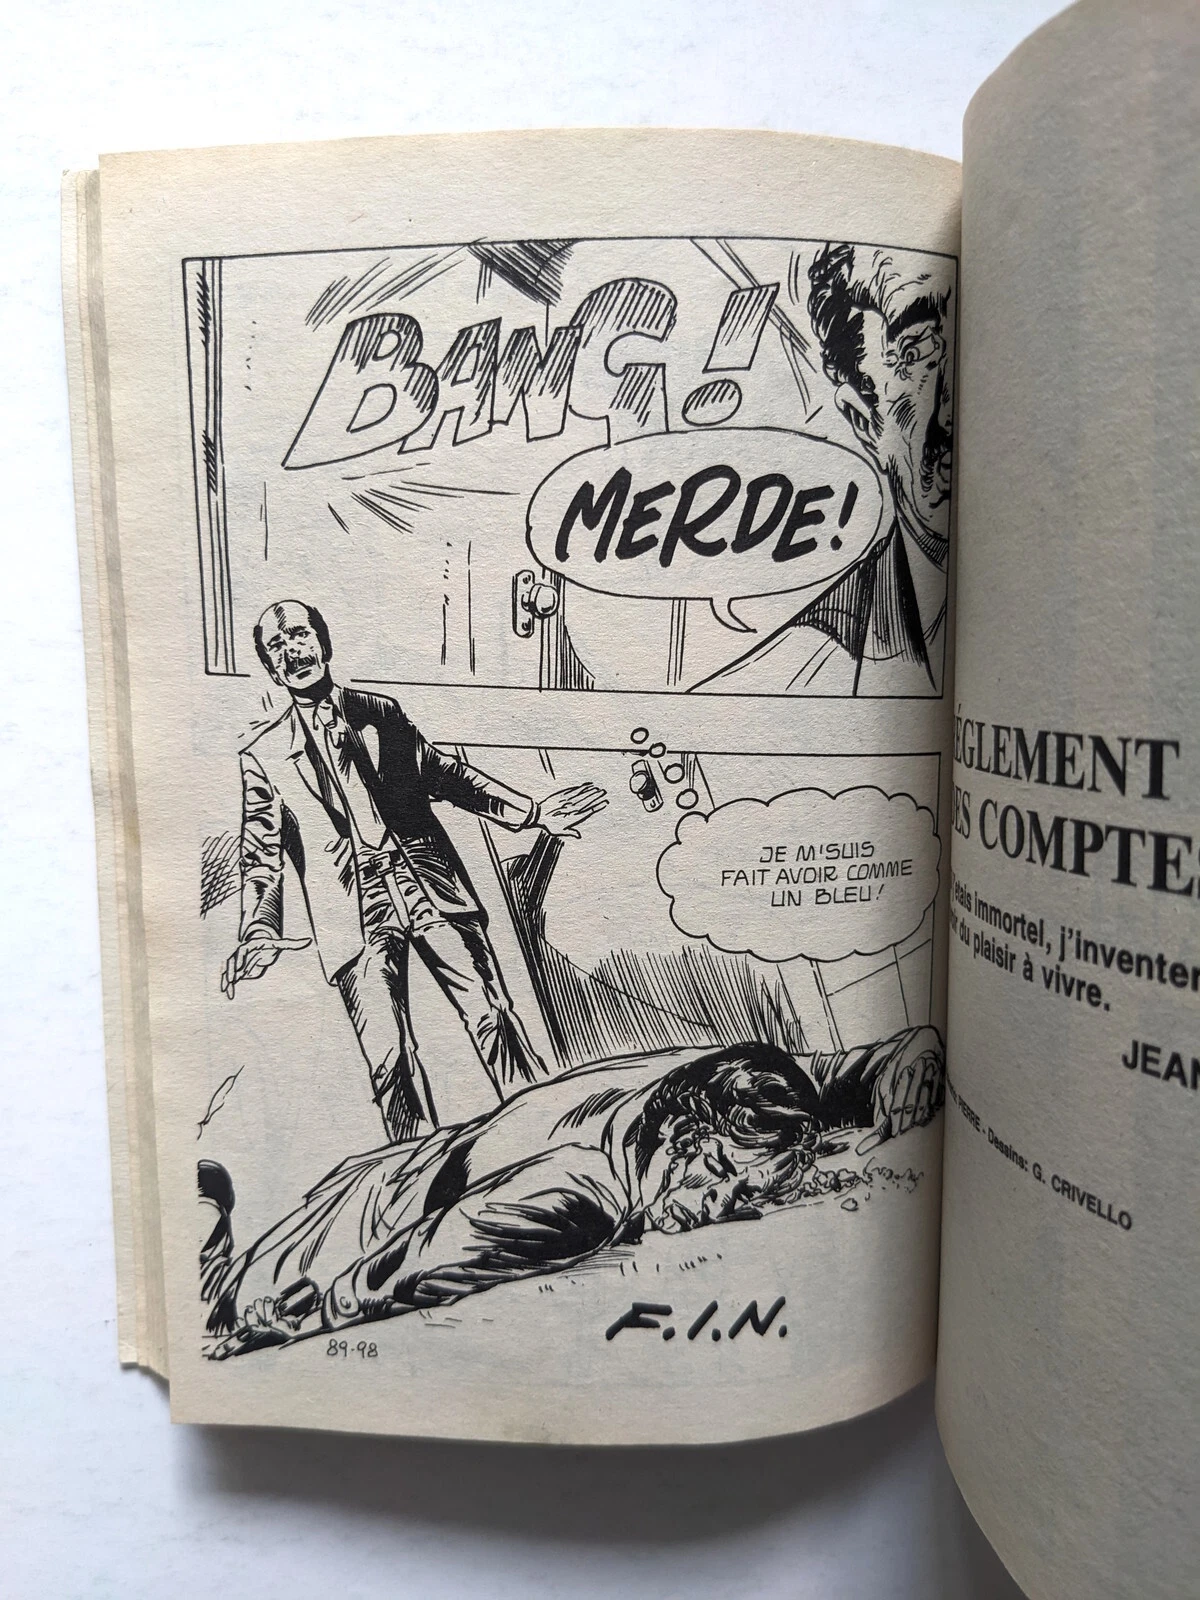 BANG!
MERDE!
JE M'SUIS
FAIT AVOIR COMME
UN BLEU!
F.I.N.
89-98
ÉGLEMENT
ES COMPTES
J'étais immortel, j'inventer
du plaisir à vivre.
JEAN
PIERRE - Dessins: G. CRIVELLO